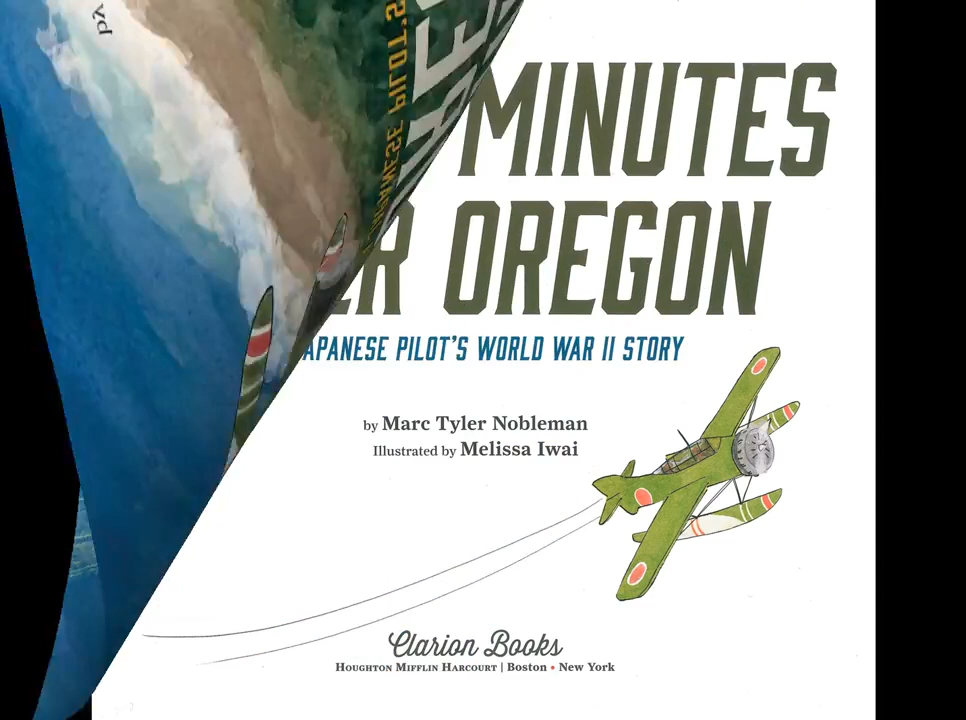 MINUTES
ER OREGON
APANESE PILOT'S WORLD WAR II STORY
by Marc Tyler Nobleman
Illustrated by Melissa Iwai
Clarion Books
HOUGHTON MIFFLIN HARCOURT | Boston • New York